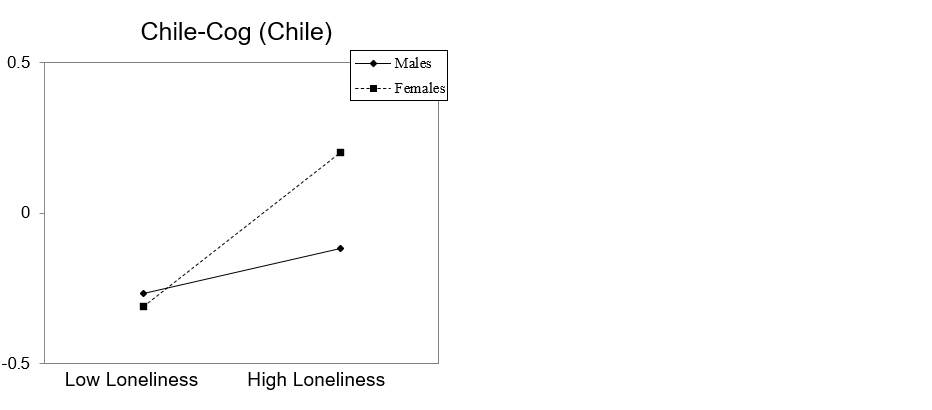 Chile-Cog (Chile)
0.5
Males
Females
0
-0.5
Low Loneliness
High Loneliness